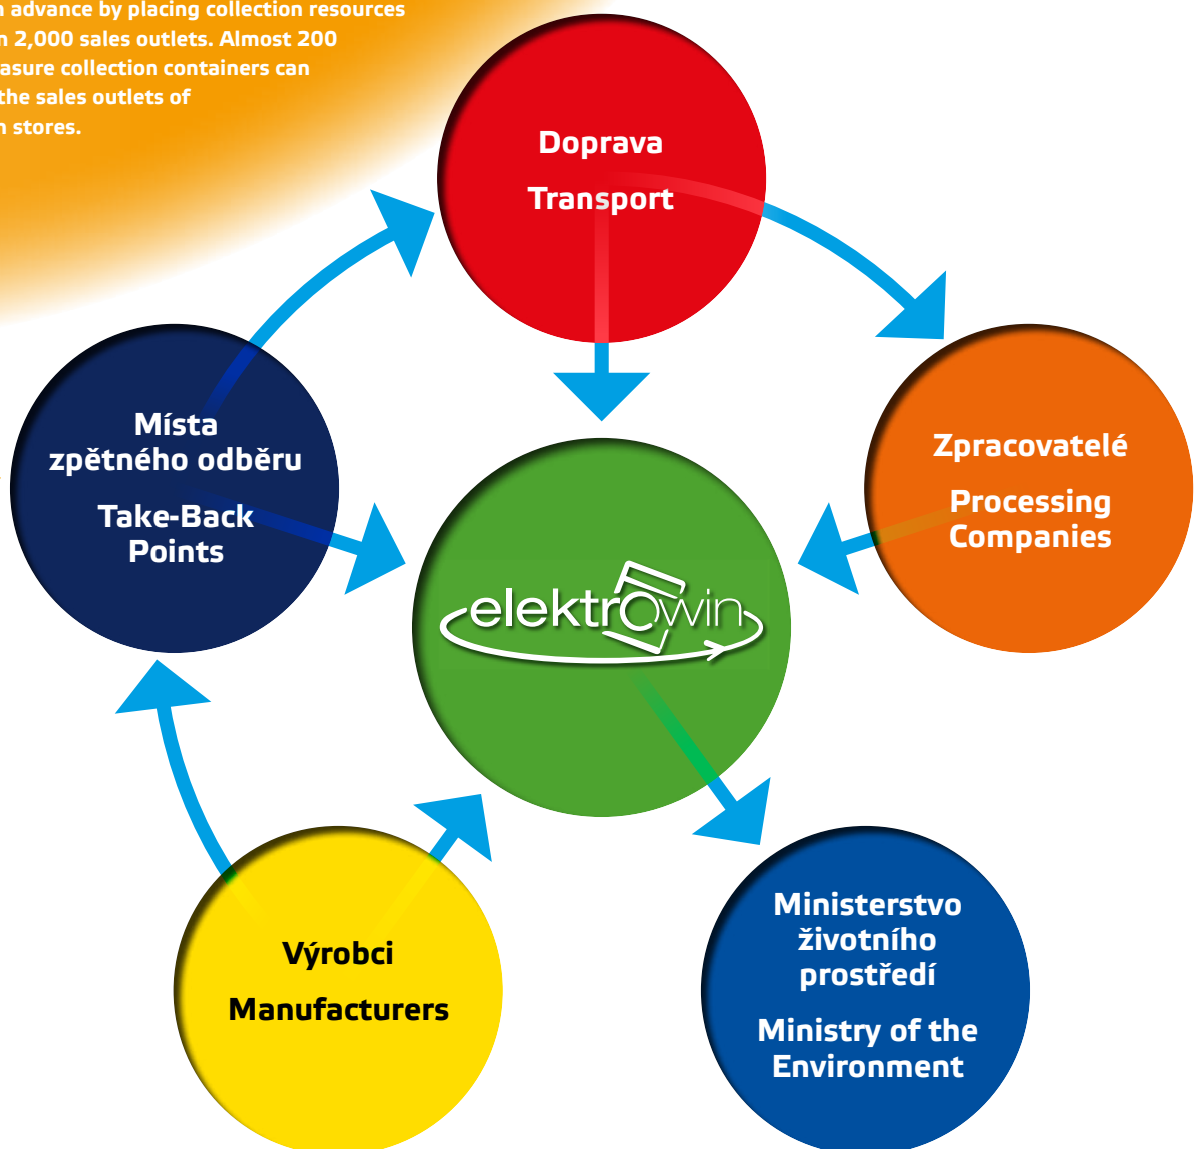 advance by placing collection resources
2,000 sales outlets. Almost 200
collection containers can
the sales outlets of
stores.
Doprava
Transport
Místa
zpětného odběru
Take-Back
Points
Zpracovatelé
Processing
Companies
elektrowin
Výrobci
Manufacturers
Ministerstvo
životního
prostředí
Ministry of the
Environment